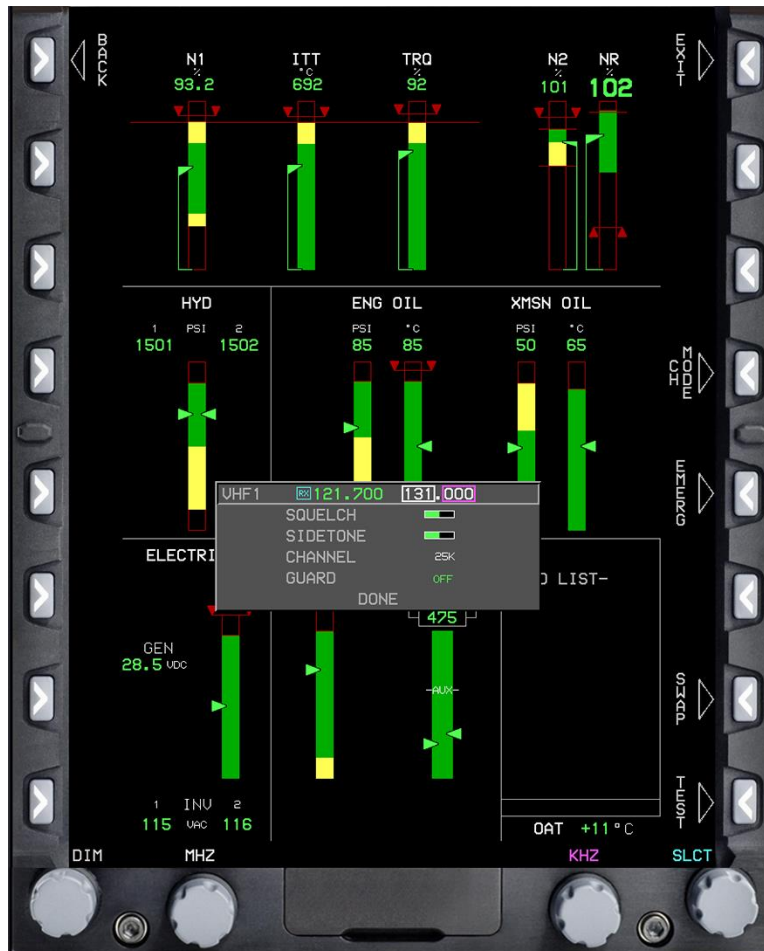 BACK
N1 ITT TRQ N2 NR
% °C % % %
93.2 692 92 101 102
EXIT
HYD ENG OIL XMSN OIL
1 PSI 2 PSI °C PSI °C
1501 1502 85 85 50 65
CH MODE
EMERG
VHF1 RX 121.700 131.000
SQUELCH
SIDETONE
CHANNEL 25K
GUARD OFF
DONE
ELECTRI
LIST-
475
GEN
28.5 VDC
-AUX-
SWAP
TEST
1 INV 2
115 VAC 116
OAT +11°C
DIM MHZ KHZ SLCT